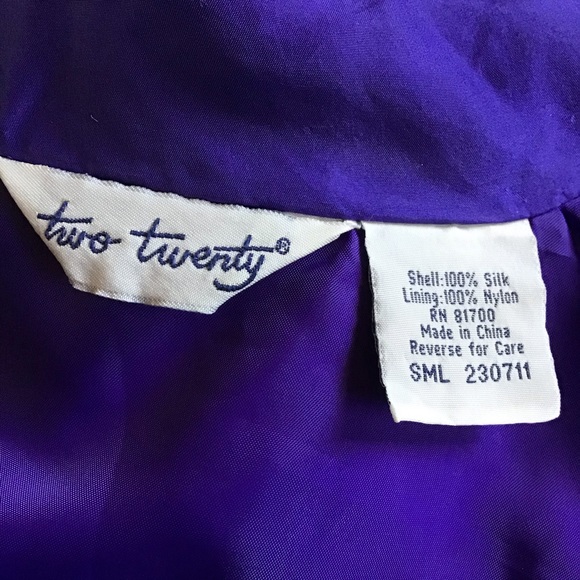 two twenty®
Shell:100% Silk
Lining:100% Nylon
RN 81700
Made in China
Reverse for Care
SML 230711